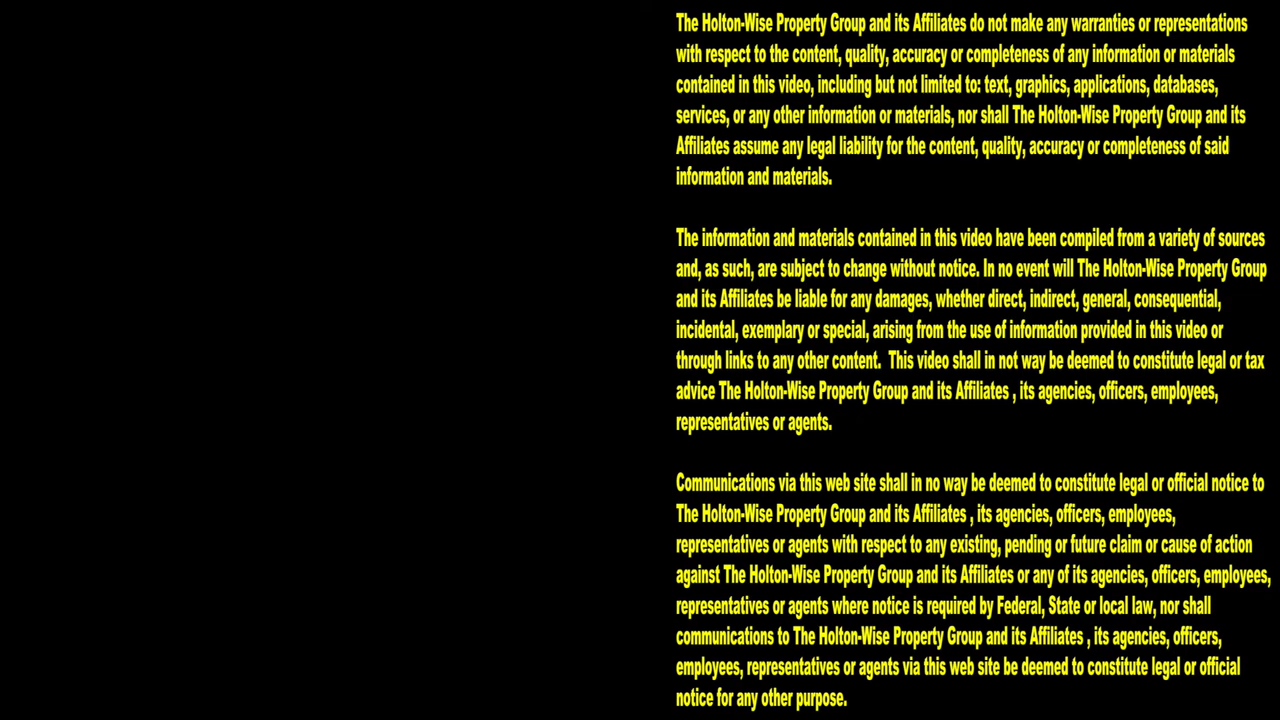 The Holton-Wise Property Group and its Affiliates do not make any warranties or representations
with respect to the content, quality, accuracy or completeness of any information or materials
contained in this video, including but not limited to: text, graphics, applications, databases,
services, or any other information or materials, nor shall The Holton-Wise Property Group and its
Affiliates assume any legal liability for the content, quality, accuracy or completeness of said
information and materials.
The information and materials contained in this video have been compiled from a variety of sources
and, as such, are subject to change without notice. In no event will The Holton-Wise Property Group
and its Affiliates be liable for any damages, whether direct, indirect, general, consequential,
incidental, exemplary or special, arising from the use of information provided in this video or
through links to any other content.  This video shall in not way be deemed to constitute legal or tax
advice The Holton-Wise Property Group and its Affiliates , its agencies, officers, employees,
representatives or agents.
Communications via this web site shall in no way be deemed to constitute legal or official notice to
The Holton-Wise Property Group and its Affiliates , its agencies, officers, employees,
representatives or agents with respect to any existing, pending or future claim or cause of action
against The Holton-Wise Property Group and its Affiliates or any of its agencies, officers, employees,
representatives or agents where notice is required by Federal, State or local law, nor shall
communications to The Holton-Wise Property Group and its Affiliates , its agencies, officers,
employees, representatives or agents via this web site be deemed to constitute legal or official
notice for any other purpose.